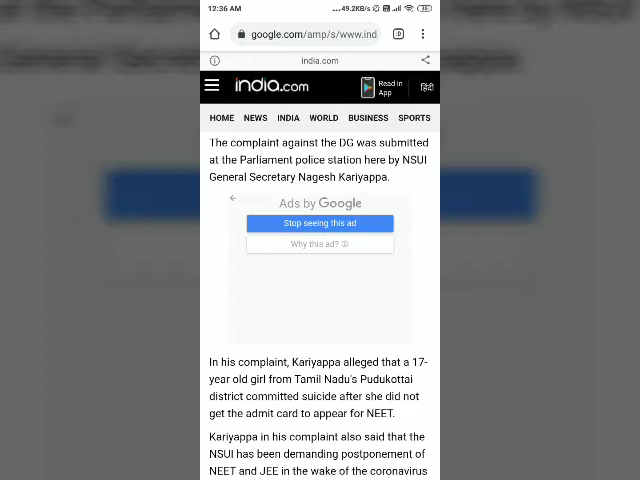 12:36 AM ...49.2KB/s 36
google.com/amp/s/www.ind :D
india.com
india.com Read in App हिंदी
HOME NEWS INDIA WORLD BUSINESS SPORTS
The complaint against the DG was submitted
at the Parliament police station here by NSUI
General Secretary Nagesh Kariyappa.
Ads by Google
Stop seeing this ad
Why this ad?
In his complaint, Kariyappa alleged that a 17-
year old girl from Tamil Nadu's Pudukottai
district committed suicide after she did not
get the admit card to appear for NEET.
Kariyappa in his complaint also said that the
NSUI has been demanding postponement of
NEET and JEE in the wake of the coronavirus